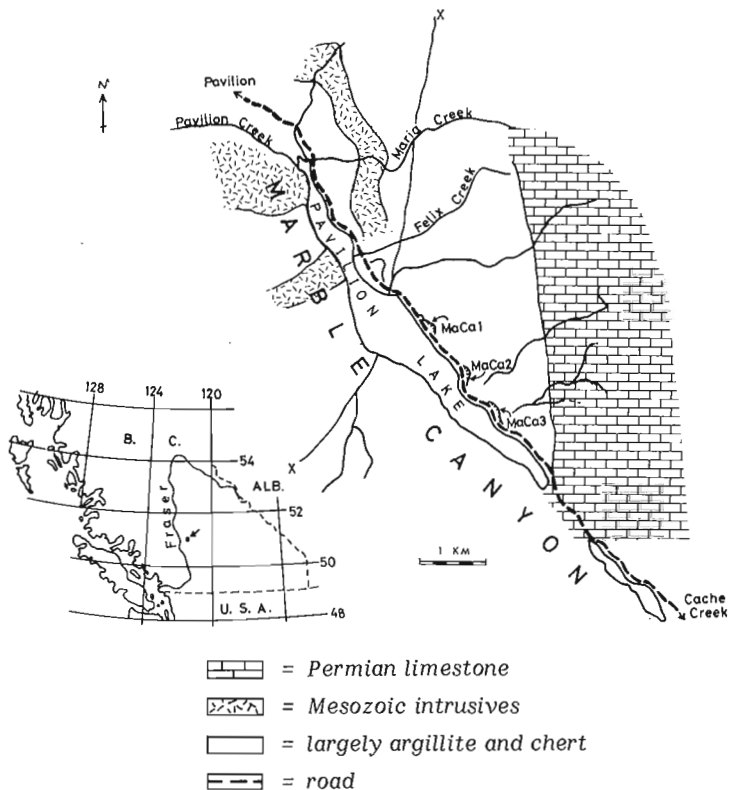 X
N
Pavilion
Pavilion Creek
Maria Creek
Felix Creek
PAVILION LAKE
MARBLE CANYON
MaCa1
MaCa2
MaCa3
X
1 KM
Cache
Creek
128
124
120
B. C.
54
ALB.
52
Fraser
50
U. S. A.
48
= Permian limestone
= Mesozoic intrusives
= largely argillite and chert
= road